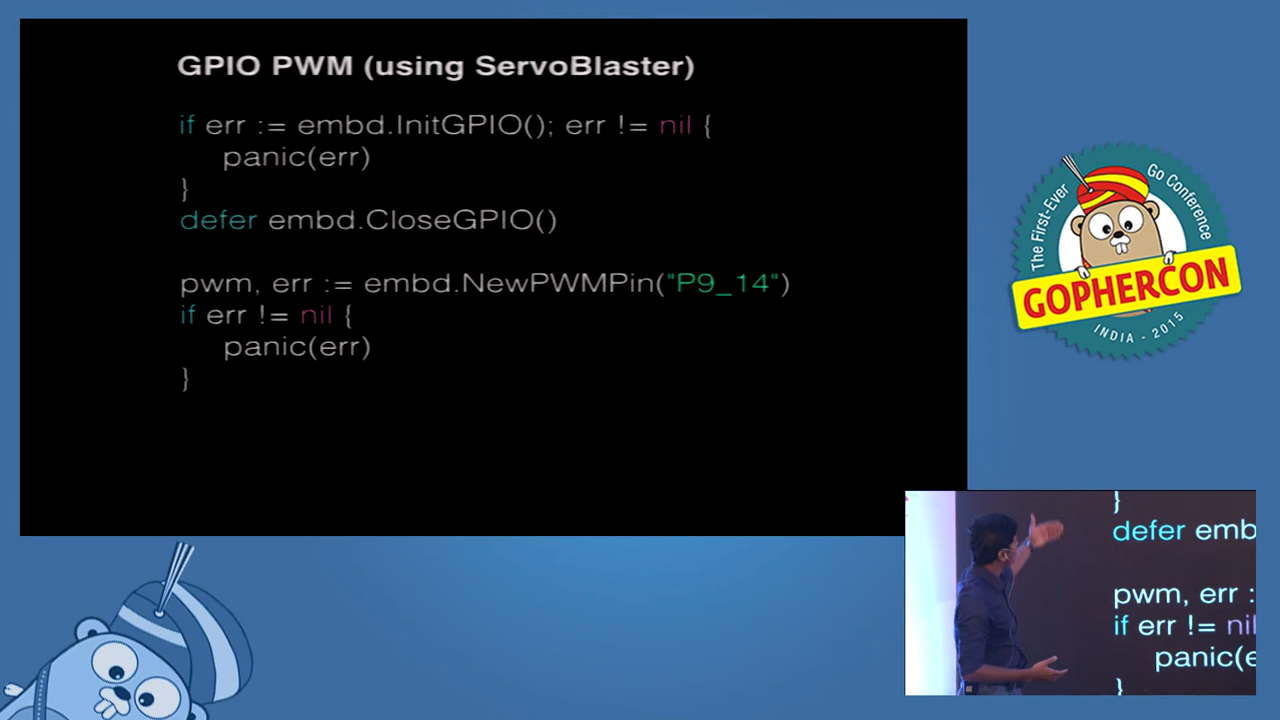 GPIO PWM (using ServoBlaster)
if err := embd.InitGPIO(); err != nil {
panic(err)
}
defer embd.CloseGPIO()
pwm, err := embd.NewPWMPin("P9_14")
if err != nil {
panic(err)
}
The First-Ever
Go Conference
GOPHERCON
INDIA - 2015
}
defer emb
pwm, err :
if err != nil
panic(e
}